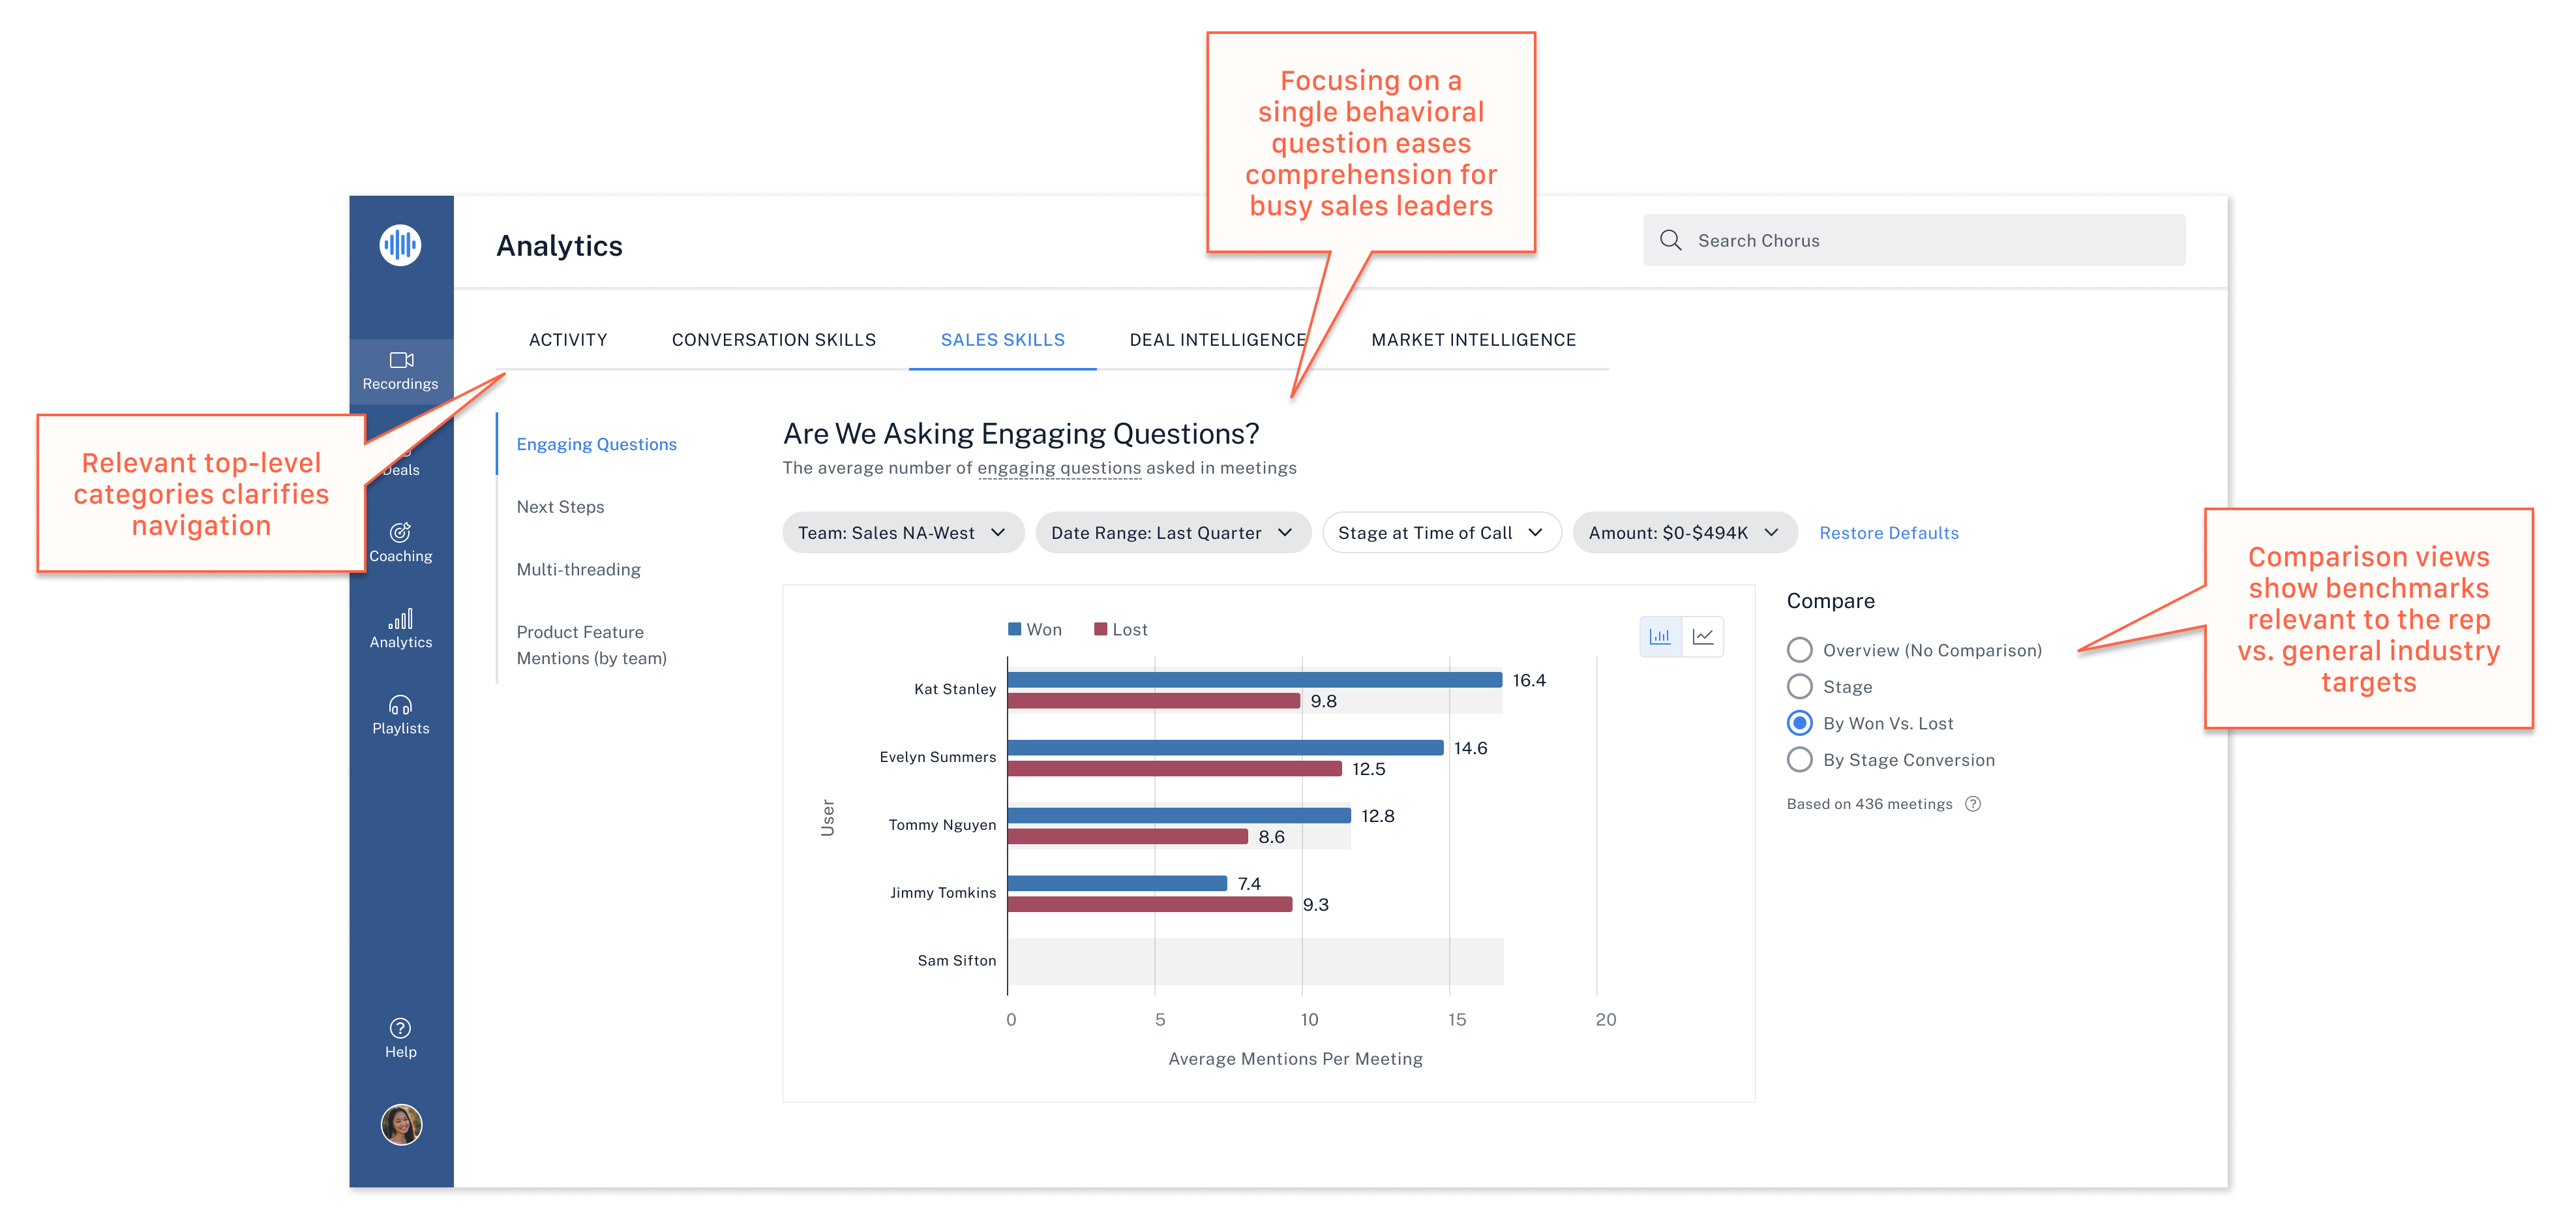 Focusing on a
single behavioral
question eases
comprehension for
busy sales leaders
Analytics
Search Chorus
ACTIVITY
CONVERSATION SKILLS
SALES SKILLS
DEAL INTELLIGENCE
MARKET INTELLIGENCE
Recordings
Deals
Coaching
Analytics
Playlists
Help
Relevant top-level
categories clarifies
navigation
Engaging Questions
Next Steps
Multi-threading
Product Feature
Mentions (by team)
Are We Asking Engaging Questions?
The average number of engaging questions asked in meetings
Team: Sales NA-West
Date Range: Last Quarter
Stage at Time of Call
Amount: $0-$494K
Restore Defaults
Won
Lost
User
Kat Stanley
16.4
9.8
Evelyn Summers
14.6
12.5
Tommy Nguyen
12.8
8.6
Jimmy Tomkins
7.4
9.3
Sam Sifton
0
5
10
15
20
Average Mentions Per Meeting
Compare
Overview (No Comparison)
Stage
By Won Vs. Lost
By Stage Conversion
Based on 436 meetings
Comparison views
show benchmarks
relevant to the rep
vs. general industry
targets